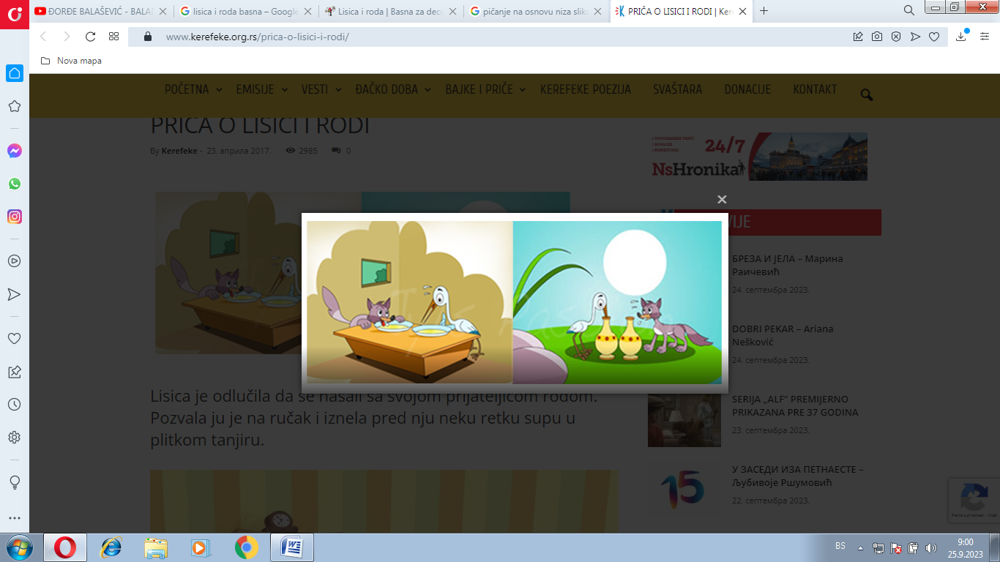 ĐORĐE BALAŠEVIĆ - BALAŠ
lisica i roda basna – Google
Lisica i roda | Basna za decu
pičanje na osnovu niza slika
PRIČA O LISICI I RODI | Ker
www.kerefeke.org.rs/prica-o-lisici-i-rodi/
Nova mapa
POČETNA EMISIJE VESTI ĐAČKO DOBA BAJKE I PRIČE KEREFEKE POEZIJA SVAŠTARA DONACIJE KONTAKT
PRIČA O LISICI I RODI
By Kerefeke - 23. априла 2017. 2985 0
24/7
NsHronika
БРЕЗА И ЈЕЛА – Марина
Раичевић
24. септембра 2023.
DOBRI PEKAR – Ariana
Nešković
24. септембра 2023.
SERIJA „ALF“ PREMIJERNO
PRIKAZANA PRE 37 GODINA
23. септембра 2023.
У ЗАСЕДИ ИЗА ПЕТНАЕСТЕ –
Љубивоје Ршумовић
22. септембра 2023.
15
Lisica je odlučila da se našali sa svojom prijateljicom rodom.
Pozvala ju je na ručak i iznela pred nju neku retku supu u
plitkom tanjiru.
BS
9:00
25.9.2023